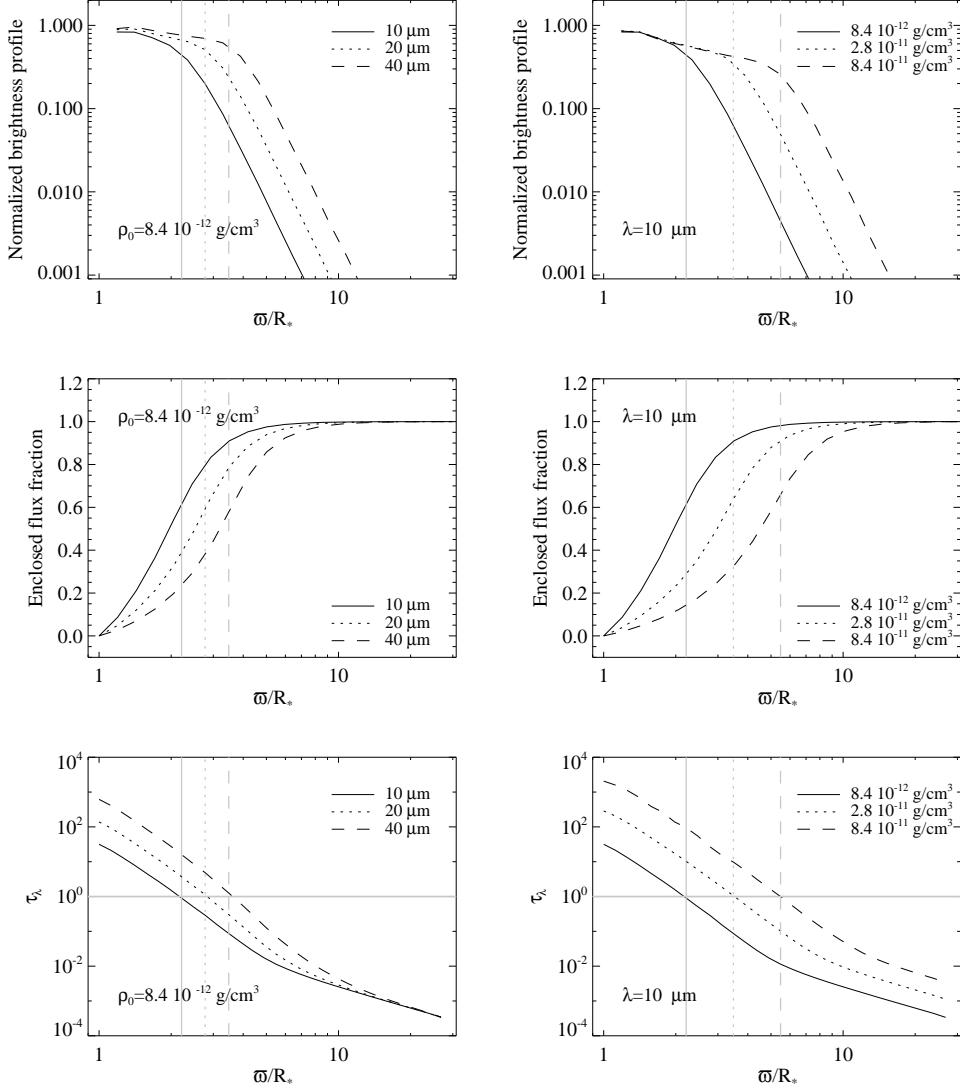 1.000
0.100
0.010
0.001
Normalized brightness profile
10 μm
20 μm
40 μm
ρ0=8.4 10 -12 g/cm3
1
10
ϖ/R*
1.000
0.100
0.010
0.001
Normalized brightness profile
8.4 10-12 g/cm3
2.8 10-11 g/cm3
8.4 10-11 g/cm3
λ=10 μm
1
10
ϖ/R*
1.2
1.0
0.8
0.6
0.4
0.2
0.0
Enclosed flux fraction
ρ0=8.4 10 -12 g/cm3
10 μm
20 μm
40 μm
1
10
ϖ/R*
1.2
1.0
0.8
0.6
0.4
0.2
0.0
Enclosed flux fraction
λ=10 μm
8.4 10-12 g/cm3
2.8 10-11 g/cm3
8.4 10-11 g/cm3
1
10
ϖ/R*
104
102
100
10-2
10-4
τλ
10 μm
20 μm
40 μm
ρ0=8.4 10 -12 g/cm3
1
10
ϖ/R*
104
102
100
10-2
10-4
τλ
8.4 10-12 g/cm3
2.8 10-11 g/cm3
8.4 10-11 g/cm3
λ=10 μm
1
10
ϖ/R*